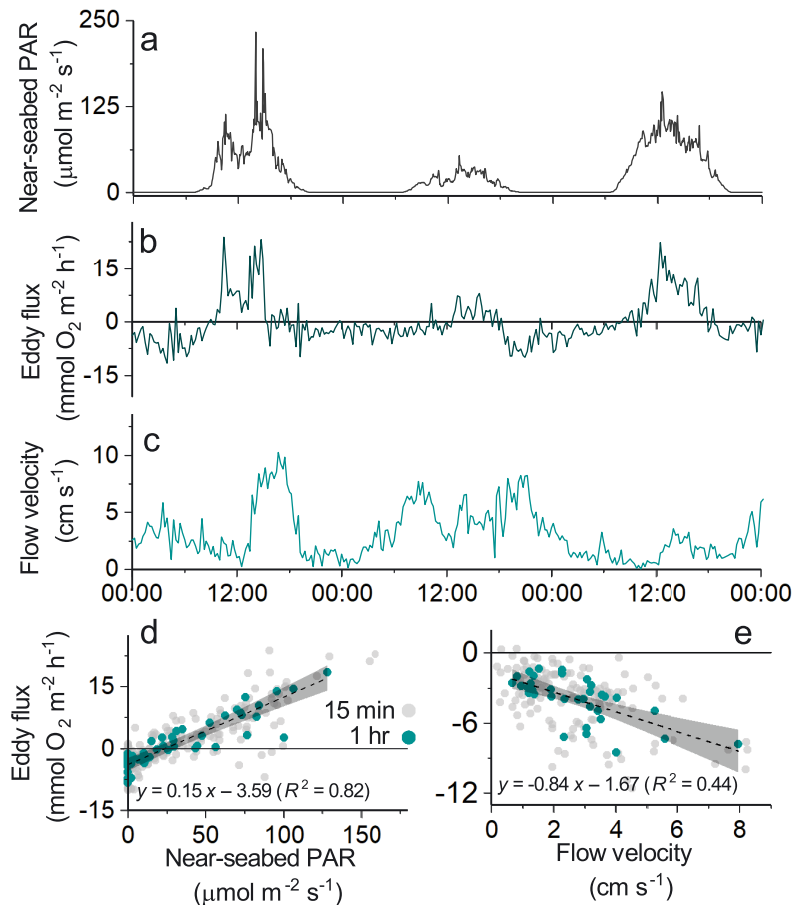 a
Near-seabed PAR
(μmol m⁻² s⁻¹)
250
125
0
b
Eddy flux
(mmol O₂ m⁻² h⁻¹)
15
0
-15
c
Flow velocity
(cm s⁻¹)
10
5
0
00:00 12:00 00:00 12:00 00:00 12:00 00:00
d
Eddy flux
(mmol O₂ m⁻² h⁻¹)
15
0
-15
15 min
1 hr
y = 0.15 x – 3.59 (R² = 0.82)
0 50 100 150
Near-seabed PAR
(μmol m⁻² s⁻¹)
e
0
-6
-12
y = -0.84 x – 1.67 (R² = 0.44)
0 2 4 6 8
Flow velocity
(cm s⁻¹)